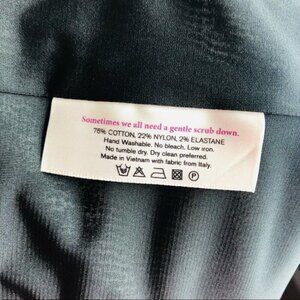 Sometimes we all need a gentle scrub down.
76% COTTON, 22% NYLON, 2% ELASTANE
Hand Washable. No bleach. Low iron.
No tumble dry. Dry clean preferred.
Made in Vietnam with fabric from Italy.
P